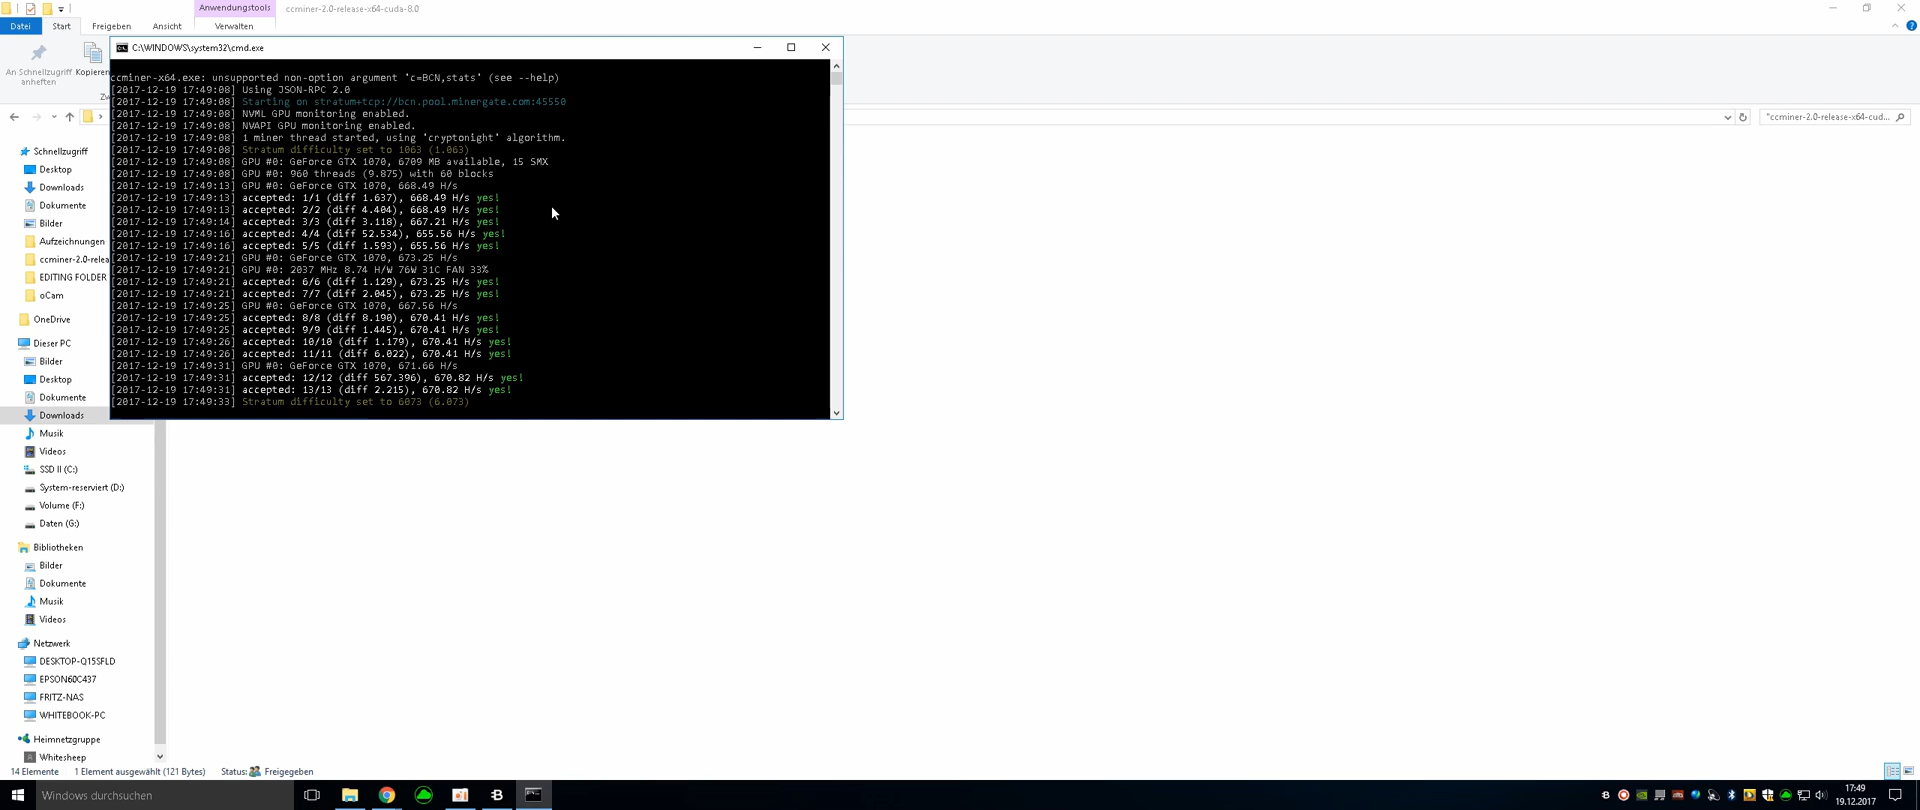 Anwendungstools
ccminer-2.0-release-x64-cuda-8.0
Datei
Start
Freigeben
Ansicht
Verwalten
An Schnellzugriff
anheften
Kopieren
C:\WINDOWS\system32\cmd.exe
ccminer-x64.exe: unsupported non-option argument 'c=BCN,stats' (see --help)
[2017-12-19 17:49:08] Using JSON-RPC 2.0
[2017-12-19 17:49:08] Starting on stratum+tcp://bcn.pool.minergate.com:45550
[2017-12-19 17:49:08] NVML GPU monitoring enabled.
[2017-12-19 17:49:08] NVAPI GPU monitoring enabled.
[2017-12-19 17:49:08] 1 miner thread started, using 'cryptonight' algorithm.
[2017-12-19 17:49:08] Stratum difficulty set to 1063 (1.063)
[2017-12-19 17:49:08] GPU #0: GeForce GTX 1070, 6709 MB available, 15 SMX
[2017-12-19 17:49:08] GPU #0: 960 threads (9.875) with 60 blocks
[2017-12-19 17:49:13] GPU #0: GeForce GTX 1070, 668.49 H/s
[2017-12-19 17:49:13] accepted: 1/1 (diff 1.637), 668.49 H/s yes!
[2017-12-19 17:49:13] accepted: 2/2 (diff 4.404), 668.49 H/s yes!
[2017-12-19 17:49:14] accepted: 3/3 (diff 3.118), 667.21 H/s yes!
[2017-12-19 17:49:16] accepted: 4/4 (diff 52.534), 655.56 H/s yes!
[2017-12-19 17:49:16] accepted: 5/5 (diff 1.593), 655.56 H/s yes!
[2017-12-19 17:49:21] GPU #0: GeForce GTX 1070, 673.25 H/s
[2017-12-19 17:49:21] GPU #0: 2037 MHz 8.74 H/W 76W 31C FAN 33%
[2017-12-19 17:49:21] accepted: 6/6 (diff 1.129), 673.25 H/s yes!
[2017-12-19 17:49:21] accepted: 7/7 (diff 2.045), 673.25 H/s yes!
[2017-12-19 17:49:25] GPU #0: GeForce GTX 1070, 667.56 H/s
[2017-12-19 17:49:25] accepted: 8/8 (diff 8.190), 670.41 H/s yes!
[2017-12-19 17:49:25] accepted: 9/9 (diff 1.445), 670.41 H/s yes!
[2017-12-19 17:49:26] accepted: 10/10 (diff 1.179), 670.41 H/s yes!
[2017-12-19 17:49:26] accepted: 11/11 (diff 6.022), 670.41 H/s yes!
[2017-12-19 17:49:31] GPU #0: GeForce GTX 1070, 671.66 H/s
[2017-12-19 17:49:31] accepted: 12/12 (diff 567.396), 670.82 H/s yes!
[2017-12-19 17:49:31] accepted: 13/13 (diff 2.215), 670.82 H/s yes!
[2017-12-19 17:49:33] Stratum difficulty set to 6073 (6.073)
"ccminer-2.0-release-x64-cud...
Schnellzugriff
Desktop
Downloads
Dokumente
Bilder
Aufzeichnungen
ccminer-2.0-relea
EDITING FOLDER
oCam
OneDrive
Dieser PC
Bilder
Desktop
Dokumente
Downloads
Musik
Videos
SSD II (C:)
System-reserviert (D:)
Volume (F:)
Daten (G:)
Bibliotheken
Bilder
Dokumente
Musik
Videos
Netzwerk
DESKTOP-Q15SFLD
EPSON60C437
FRITZ-NAS
WHITEBOOK-PC
Heimnetzgruppe
Whitesheep
14 Elemente
1 Element ausgewählt (121 Bytes)
Status: Freigegeben
Windows durchsuchen
17:49
19.12.2017